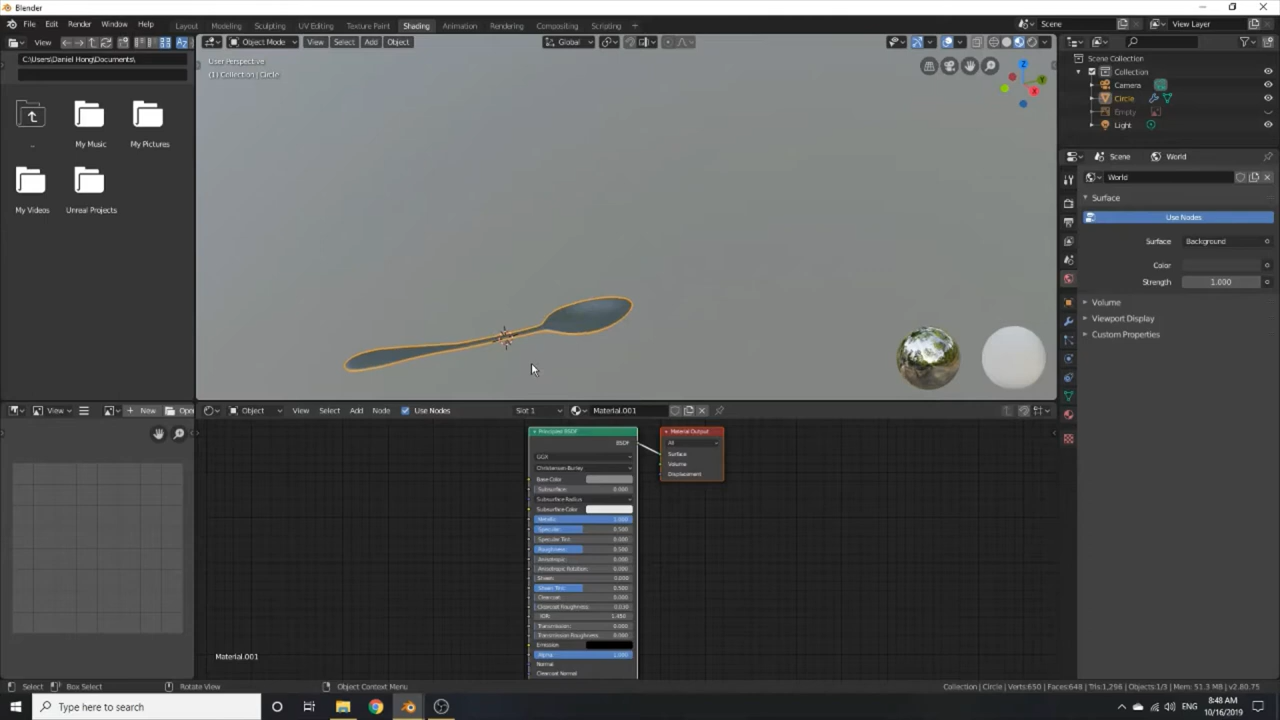 Blender
File Edit Render Window Help Layout Modeling Sculpting UV Editing Texture Paint Shading Animation Rendering Compositing Scripting + Scene View Layer
View Object Mode View Select Add Object Global
C:\Users\Daniel Hong\Documents\
User Perspective
(1) Collection | Circle
.. My Music My Pictures
My Videos Unreal Projects
Scene Collection
Collection
Camera
Circle
Empty
Light
Scene World
World
Surface
Use Nodes
Surface Background
Color
Strength 1.000
Volume
Viewport Display
Custom Properties
View New Open Object View Select Add Node Use Nodes Slot 1 Material.001
Principled BSDF
BSDF
GGX
Christensen-Burley
Base Color
Subsurface 0.000
Subsurface Radius
Subsurface Color
Metallic 1.000
Specular 0.500
Specular Tint 0.000
Roughness 0.500
Anisotropic 0.000
Anisotropic Rotation 0.000
Sheen 0.000
Sheen Tint 0.500
Clearcoat 0.000
Clearcoat Roughness 0.030
IOR 1.450
Transmission 0.000
Transmission Roughness 0.000
Emission
Alpha 1.000
Normal
Clearcoat Normal
Material Output
All
Surface
Volume
Displacement
Material.001
Select Box Select Rotate View Object Context Menu Collection | Circle | Verts:650 | Faces:648 | Tris:1,296 | Objects:1/3 | Mem: 51.3 MB | v2.80.75
Type here to search
ENG
8:48 AM
10/16/2019